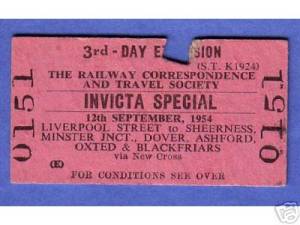 3rd - DAY EXCURSION
(S.T. K1924)
THE RAILWAY CORRESPONDENCE
AND TRAVEL SOCIETY
INVICTA SPECIAL
12th SEPTEMBER, 1954
LIVERPOOL STREET to SHEERNESS,
MINSTER JNCT., DOVER, ASHFORD,
OXTED & BLACKFRIARS
via New Cross
(E)
FOR CONDITIONS SEE OVER
0151
0151